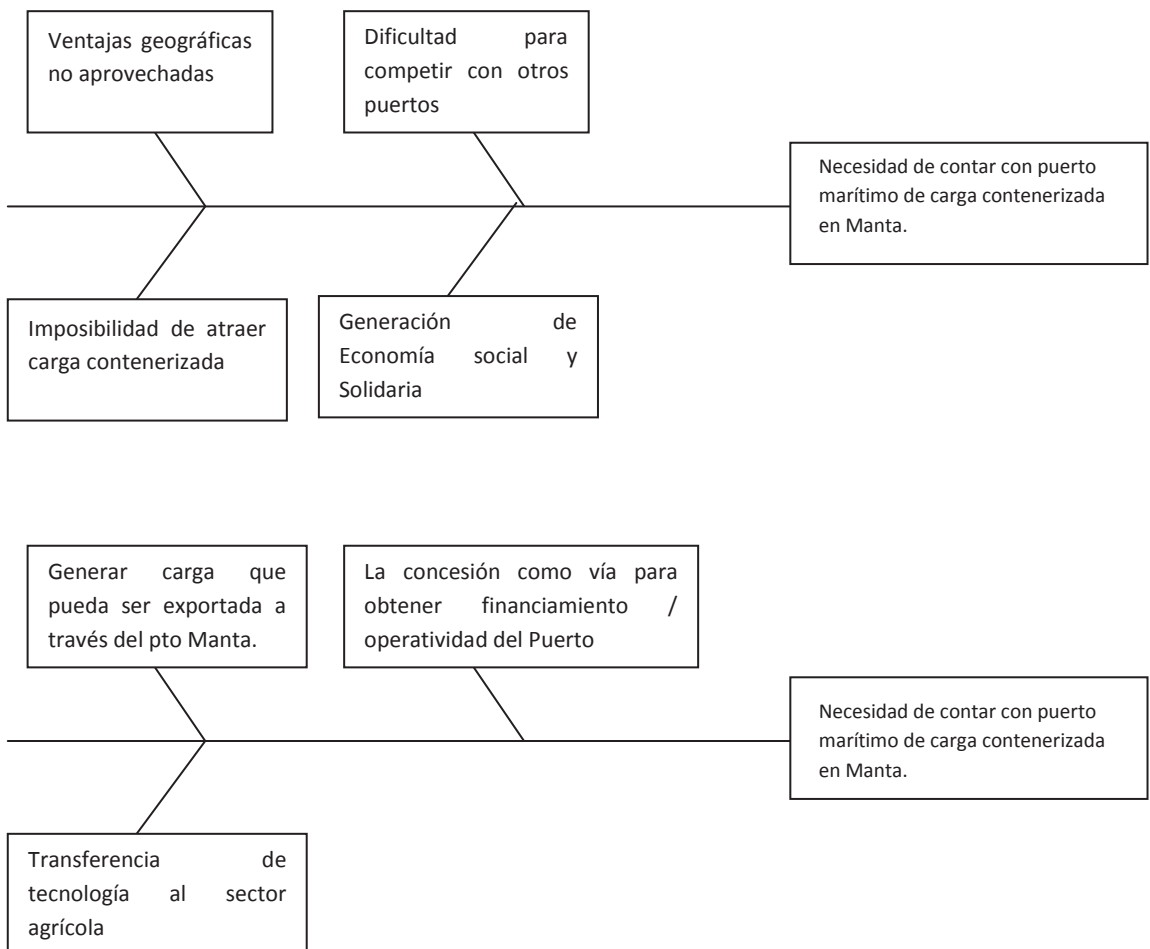 Ventajas geográficas
no aprovechadas
Dificultad para
competir con otros
puertos
Necesidad de contar con puerto
marítimo de carga contenerizada
en Manta.
Imposibilidad de atraer
carga contenerizada
Generación de
Economía social y
Solidaria
Generar carga que
pueda ser exportada a
través del pto Manta.
La concesión como vía para
obtener financiamiento /
operatividad del Puerto
Necesidad de contar con puerto
marítimo de carga contenerizada
en Manta.
Transferencia de
tecnología al sector
agrícola